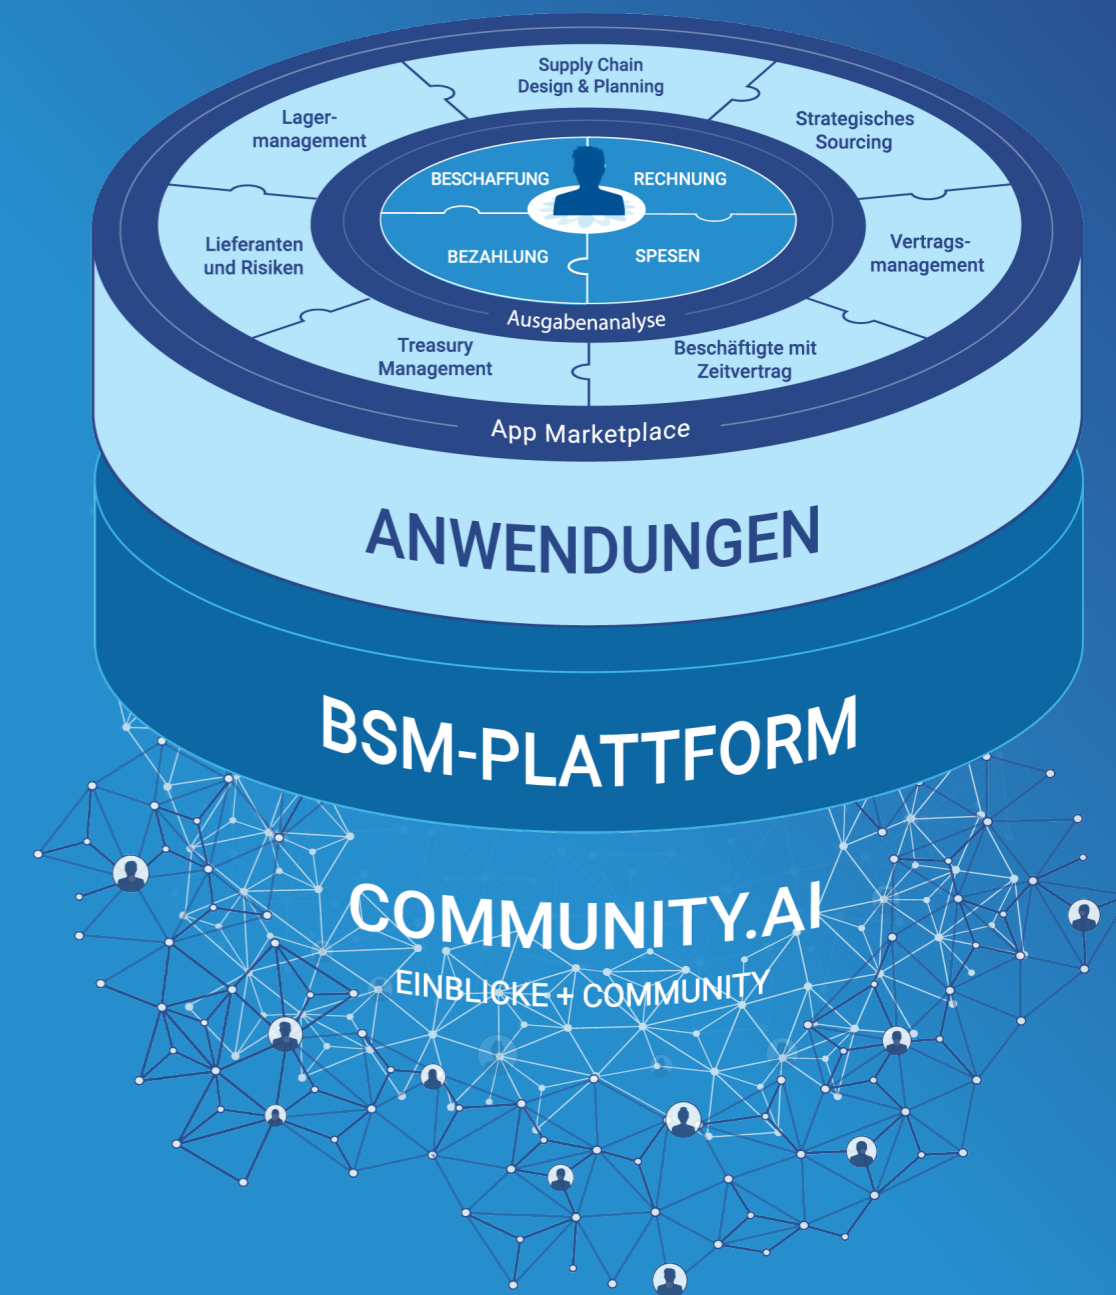 Supply Chain
Design & Planning
Lager-
management
Strategisches
Sourcing
BESCHAFFUNG
RECHNUNG
Lieferanten
und Risiken
Vertrags-
management
BEZAHLUNG
SPESEN
Ausgabenanalyse
Treasury
Management
Beschäftigte mit
Zeitvertrag
App Marketplace
ANWENDUNGEN
BSM-PLATTFORM
COMMUNITY.AI
EINBLICKE + COMMUNITY